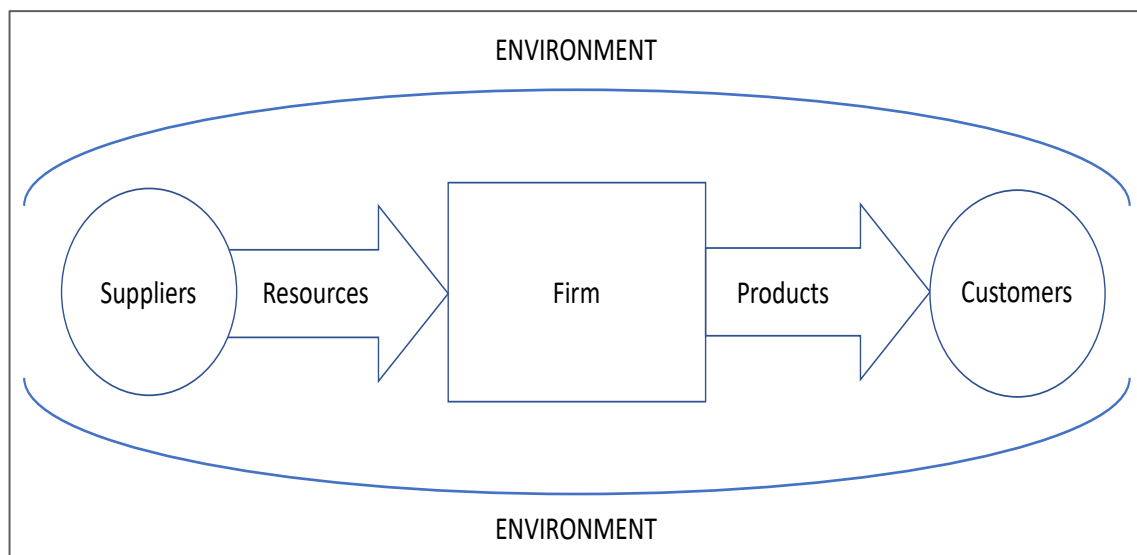 ENVIRONMENT
Suppliers
Resources
Firm
Products
Customers
ENVIRONMENT